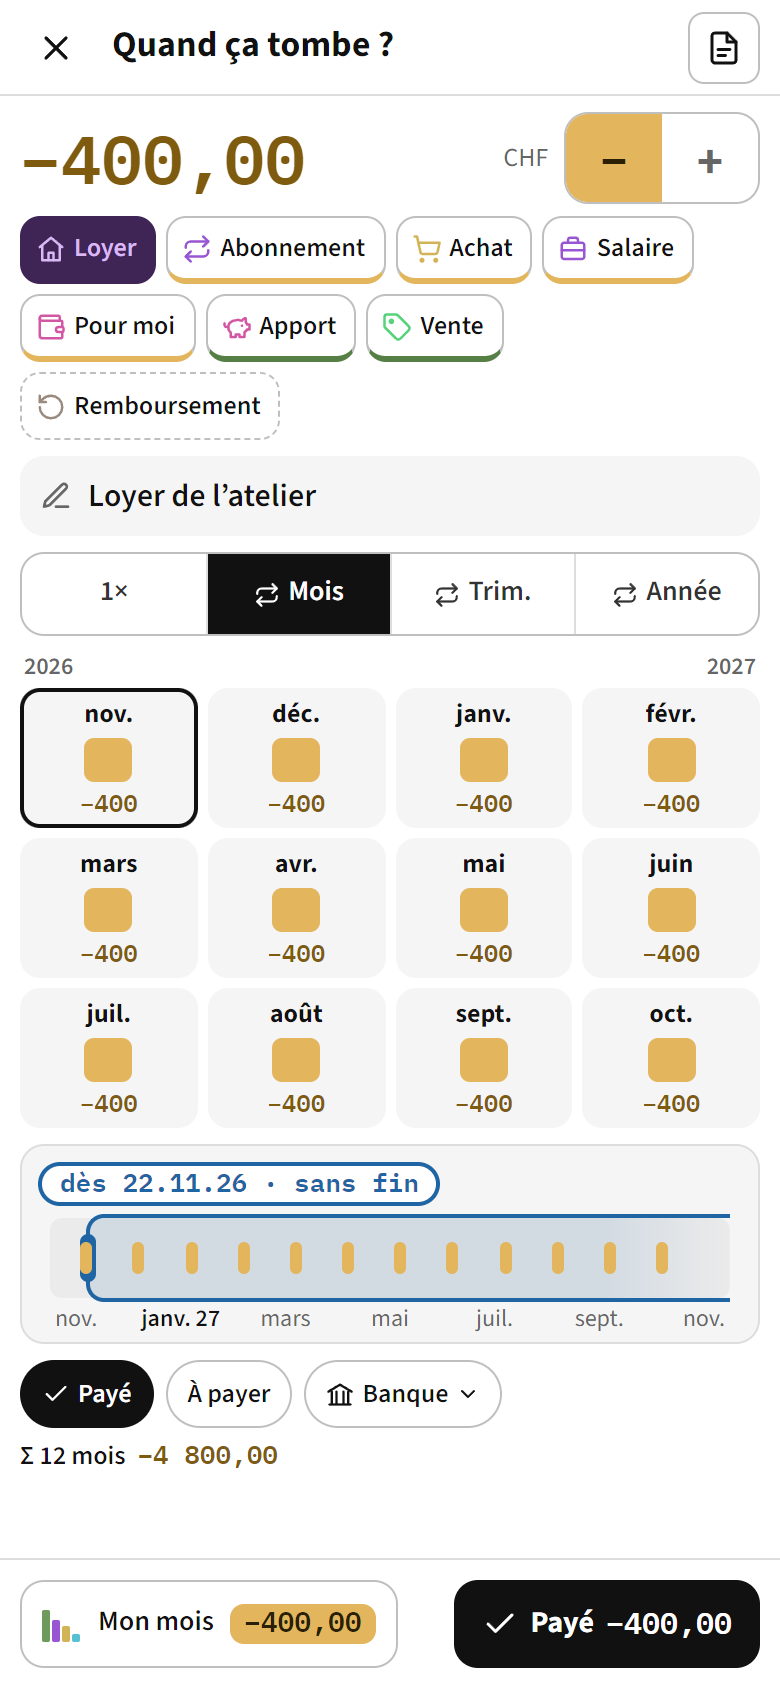 Quand ça tombe ?
−400,00 CHF − +
Loyer Abonnement Achat Salaire
Pour moi Apport Vente
Remboursement
Loyer de l’atelier
1× Mois Trim. Année
2026 2027
nov. déc. janv. févr.
−400 −400 −400 −400
mars avr. mai juin
−400 −400 −400 −400
juil. août sept. oct.
−400 −400 −400 −400
dès 22.11.26 · sans fin
nov. janv. 27 mars mai juil. sept. nov.
Payé À payer Banque
Σ 12 mois −4 800,00
Mon mois −400,00 Payé −400,00